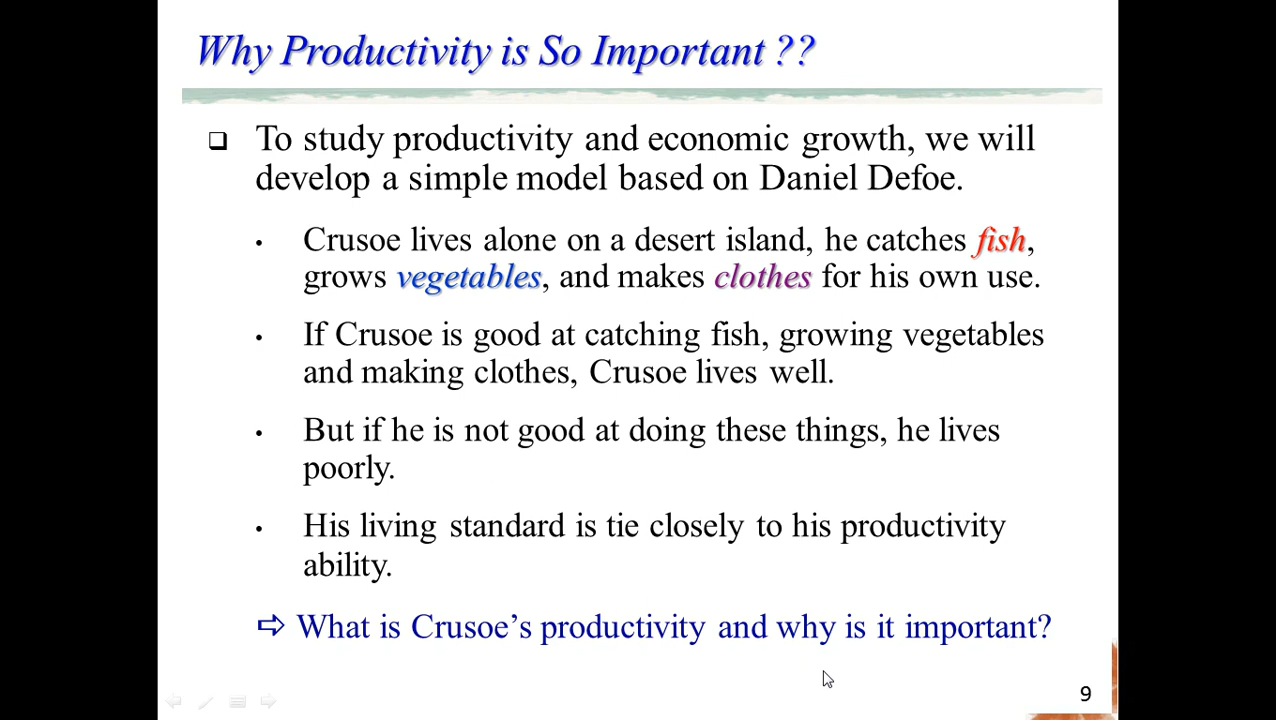 Why Productivity is So Important ??
To study productivity and economic growth, we will
develop a simple model based on Daniel Defoe.
• Crusoe lives alone on a desert island, he catches fish,
grows vegetables, and makes clothes for his own use.
• If Crusoe is good at catching fish, growing vegetables
and making clothes, Crusoe lives well.
• But if he is not good at doing these things, he lives
poorly.
• His living standard is tie closely to his productivity
ability.
⇨ What is Crusoe’s productivity and why is it important?
9